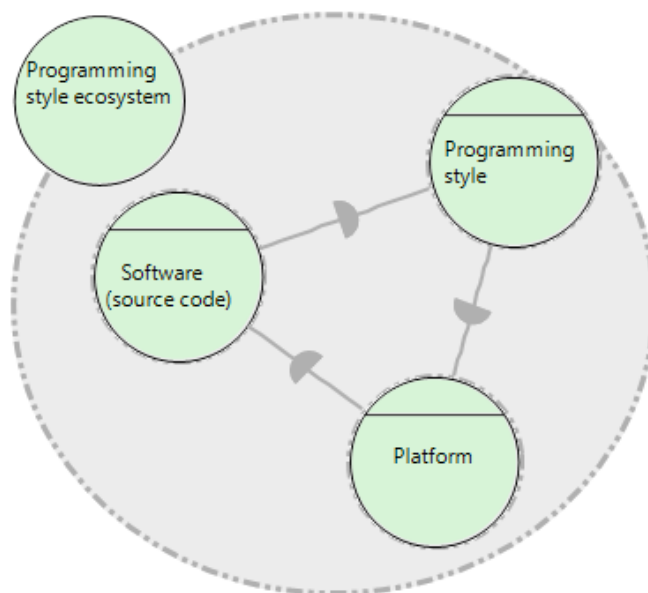 Programming
style ecosystem
Programming
style
Software
(source code)
Platform